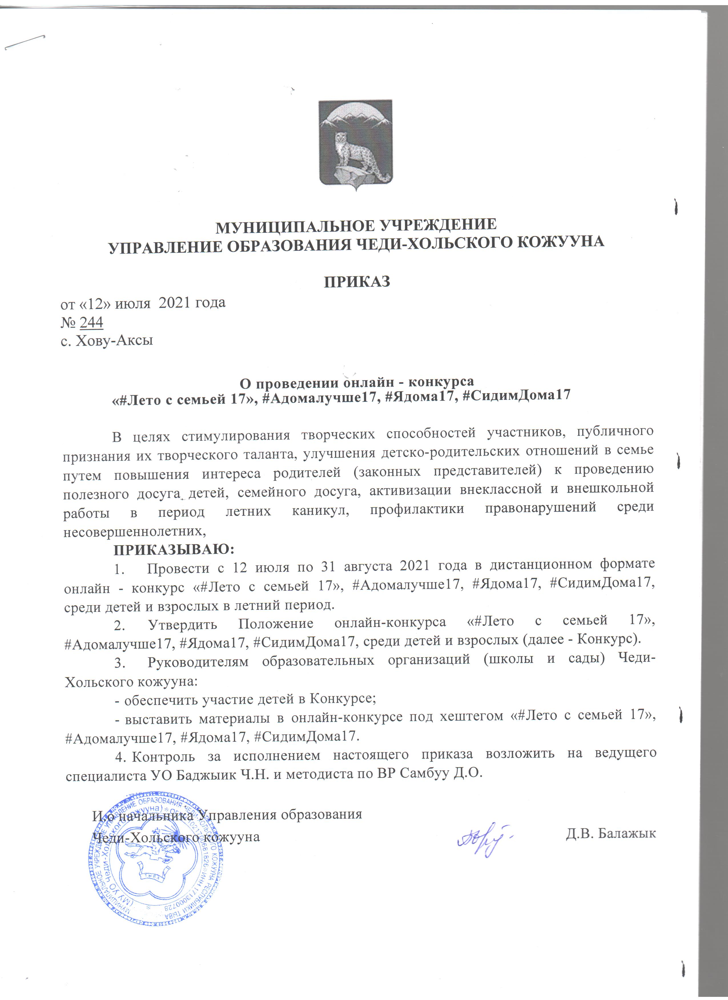 МУНИЦИПАЛЬНОЕ УЧРЕЖДЕНИЕ
УПРАВЛЕНИЕ ОБРАЗОВАНИЯ ЧЕДИ-ХОЛЬСКОГО КОЖУУНА
ПРИКАЗ
от «12» июля 2021 года
№ 244
с. Хову-Аксы
О проведении онлайн - конкурса
«#Лето с семьей 17», #Адомалучше17, #Ядома17, #СидимДома17
В целях стимулирования творческих способностей участников, публичного
признания их творческого таланта, улучшения детско-родительских отношений в семье
путем повышения интереса родителей (законных представителей) к проведению
полезного досуга детей, семейного досуга, активизации внеклассной и внешкольной
работы в период летних каникул, профилактики правонарушений среди
несовершеннолетних,
ПРИКАЗЫВАЮ:
1. Провести с 12 июля по 31 августа 2021 года в дистанционном формате
онлайн - конкурс «#Лето с семьей 17», #Адомалучше17, #Ядома17, #СидимДома17,
среди детей и взрослых в летний период.
2. Утвердить Положение онлайн-конкурса «#Лето с семьей 17»,
#Адомалучше17, #Ядома17, #СидимДома17, среди детей и взрослых (далее - Конкурс).
3. Руководителям образовательных организаций (школы и сады) Чеди-
Хольского кожууна:
- обеспечить участие детей в Конкурсе;
- выставить материалы в онлайн-конкурсе под хештегом «#Лето с семьей 17»,
#Адомалучше17, #Ядома17, #СидимДома17.
4. Контроль за исполнением настоящего приказа возложить на ведущего
специалиста УО Баджыик Ч.Н. и методиста по ВР Самбуу Д.О.
И.о начальника Управления образования
Чеди-Хольского кожууна Д.В. Балажык
МУНИЦИПАЛЬНОЕ УЧРЕЖДЕНИЕ УПРАВЛЕНИЕ ОБРАЗОВАНИЯ ЧЕДИ-ХОЛЬСКОГО КОЖУУНА РЕСПУБЛИКИ ТЫВА
(МУ УО Чеди-Хольского кожууна) * ОГРН 1021700681826 * ИНН 1713000728 *
ТЫВА